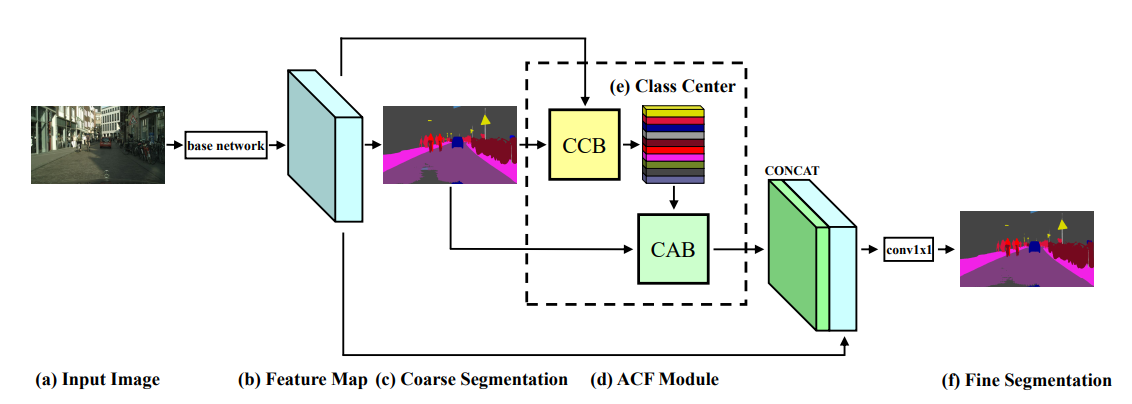 (e) Class Center
base network
CCB
CONCAT
CAB
conv1x1
(a) Input Image
(b) Feature Map
(c) Coarse Segmentation
(d) ACF Module
(f) Fine Segmentation